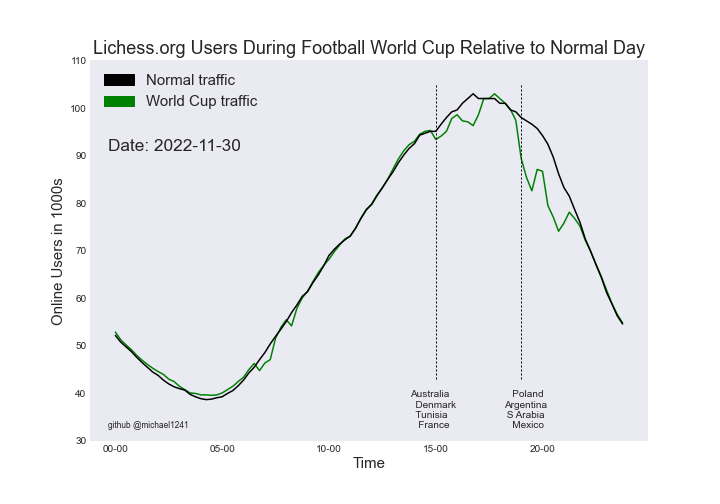 Lichess.org Users During Football World Cup Relative to Normal Day
110
100
90
80
70
60
50
40
30
Online Users in 1000s
Normal traffic
World Cup traffic
Date: 2022-11-30
Australia
Denmark
Tunisia
France
Poland
Argentina
S Arabia
Mexico
github @michael1241
00-00 05-00 10-00 15-00 20-00
Time